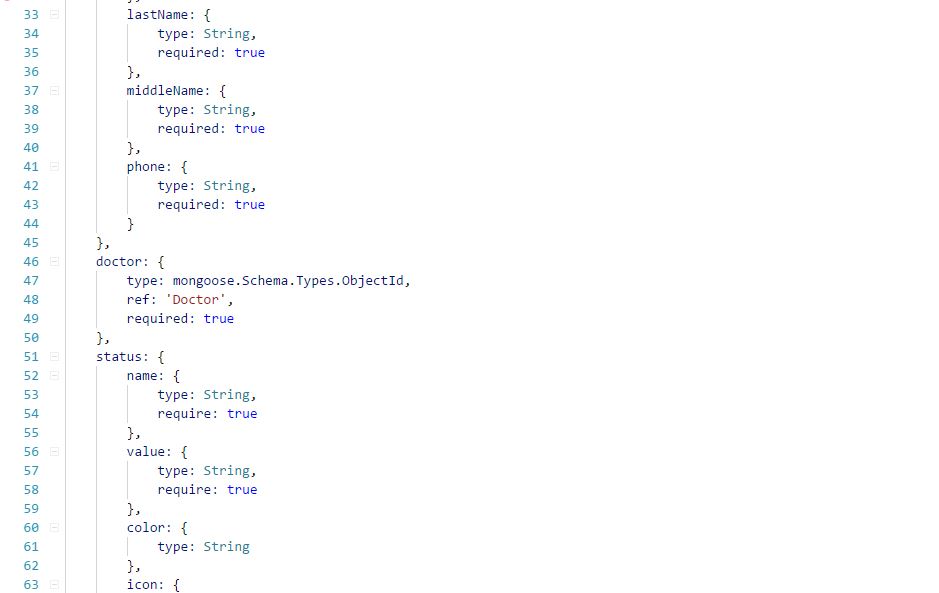 33 lastName: {
34 type: String,
35 required: true
36 },
37 middleName: {
38 type: String,
39 required: true
40 },
41 phone: {
42 type: String,
43 required: true
44 }
45 },
46 doctor: {
47 type: mongoose.Schema.Types.ObjectId,
48 ref: 'Doctor',
49 required: true
50 },
51 status: {
52 name: {
53 type: String,
54 require: true
55 },
56 value: {
57 type: String,
58 require: true
59 },
60 color: {
61 type: String
62 },
63 icon: {